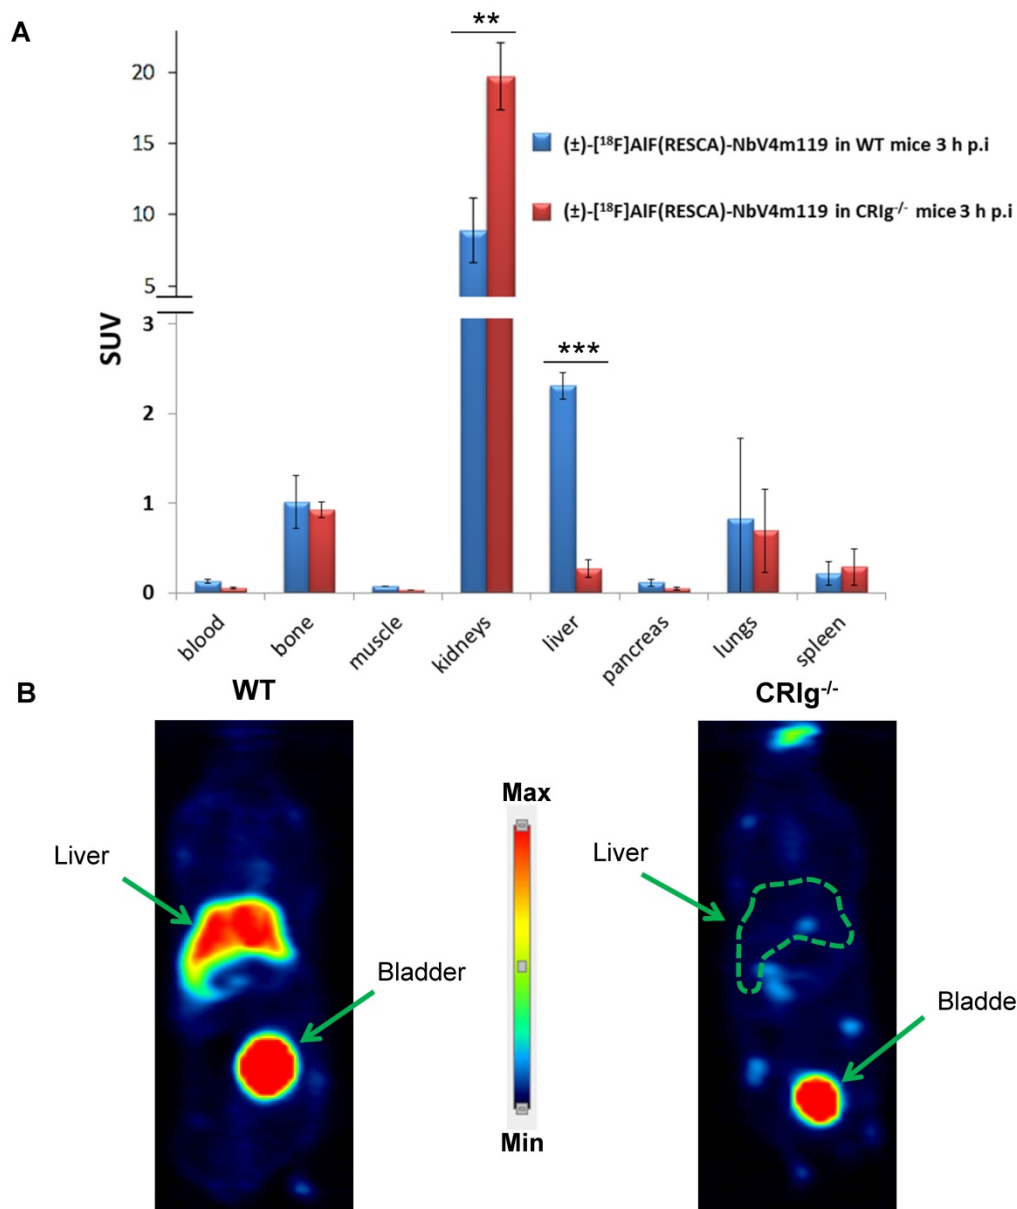 A
**
20
15
10
5
3
2
1
0
SUV
(±)-[¹⁸F]AlF(RESCA)-NbV4m119 in WT mice 3 h p.i
(±)-[¹⁸F]AlF(RESCA)-NbV4m119 in CRIg⁻/⁻ mice 3 h p.i
***
blood
bone
muscle
kidneys
liver
pancreas
lungs
spleen
B
WT
CRIg⁻/⁻
Max
Liver
Liver
Bladder
Bladde
Min